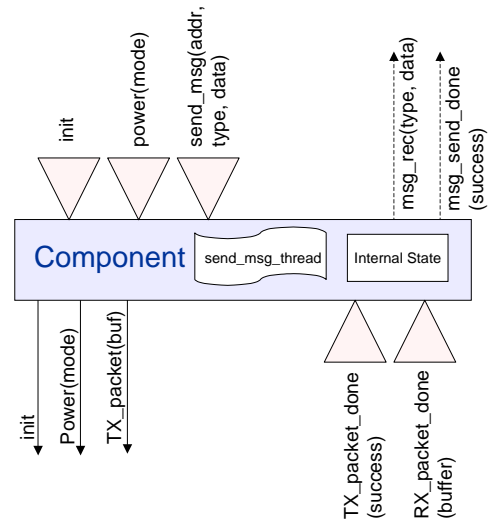 init
power(mode)
send_msg(addr,
type, data)
msg_rec(type, data)
msg_send_done
(success)
Component
send_msg_thread
Internal State
init
Power(mode)
TX_packet(buf)
TX_packet_done
(success)
RX_packet_done
(buffer)